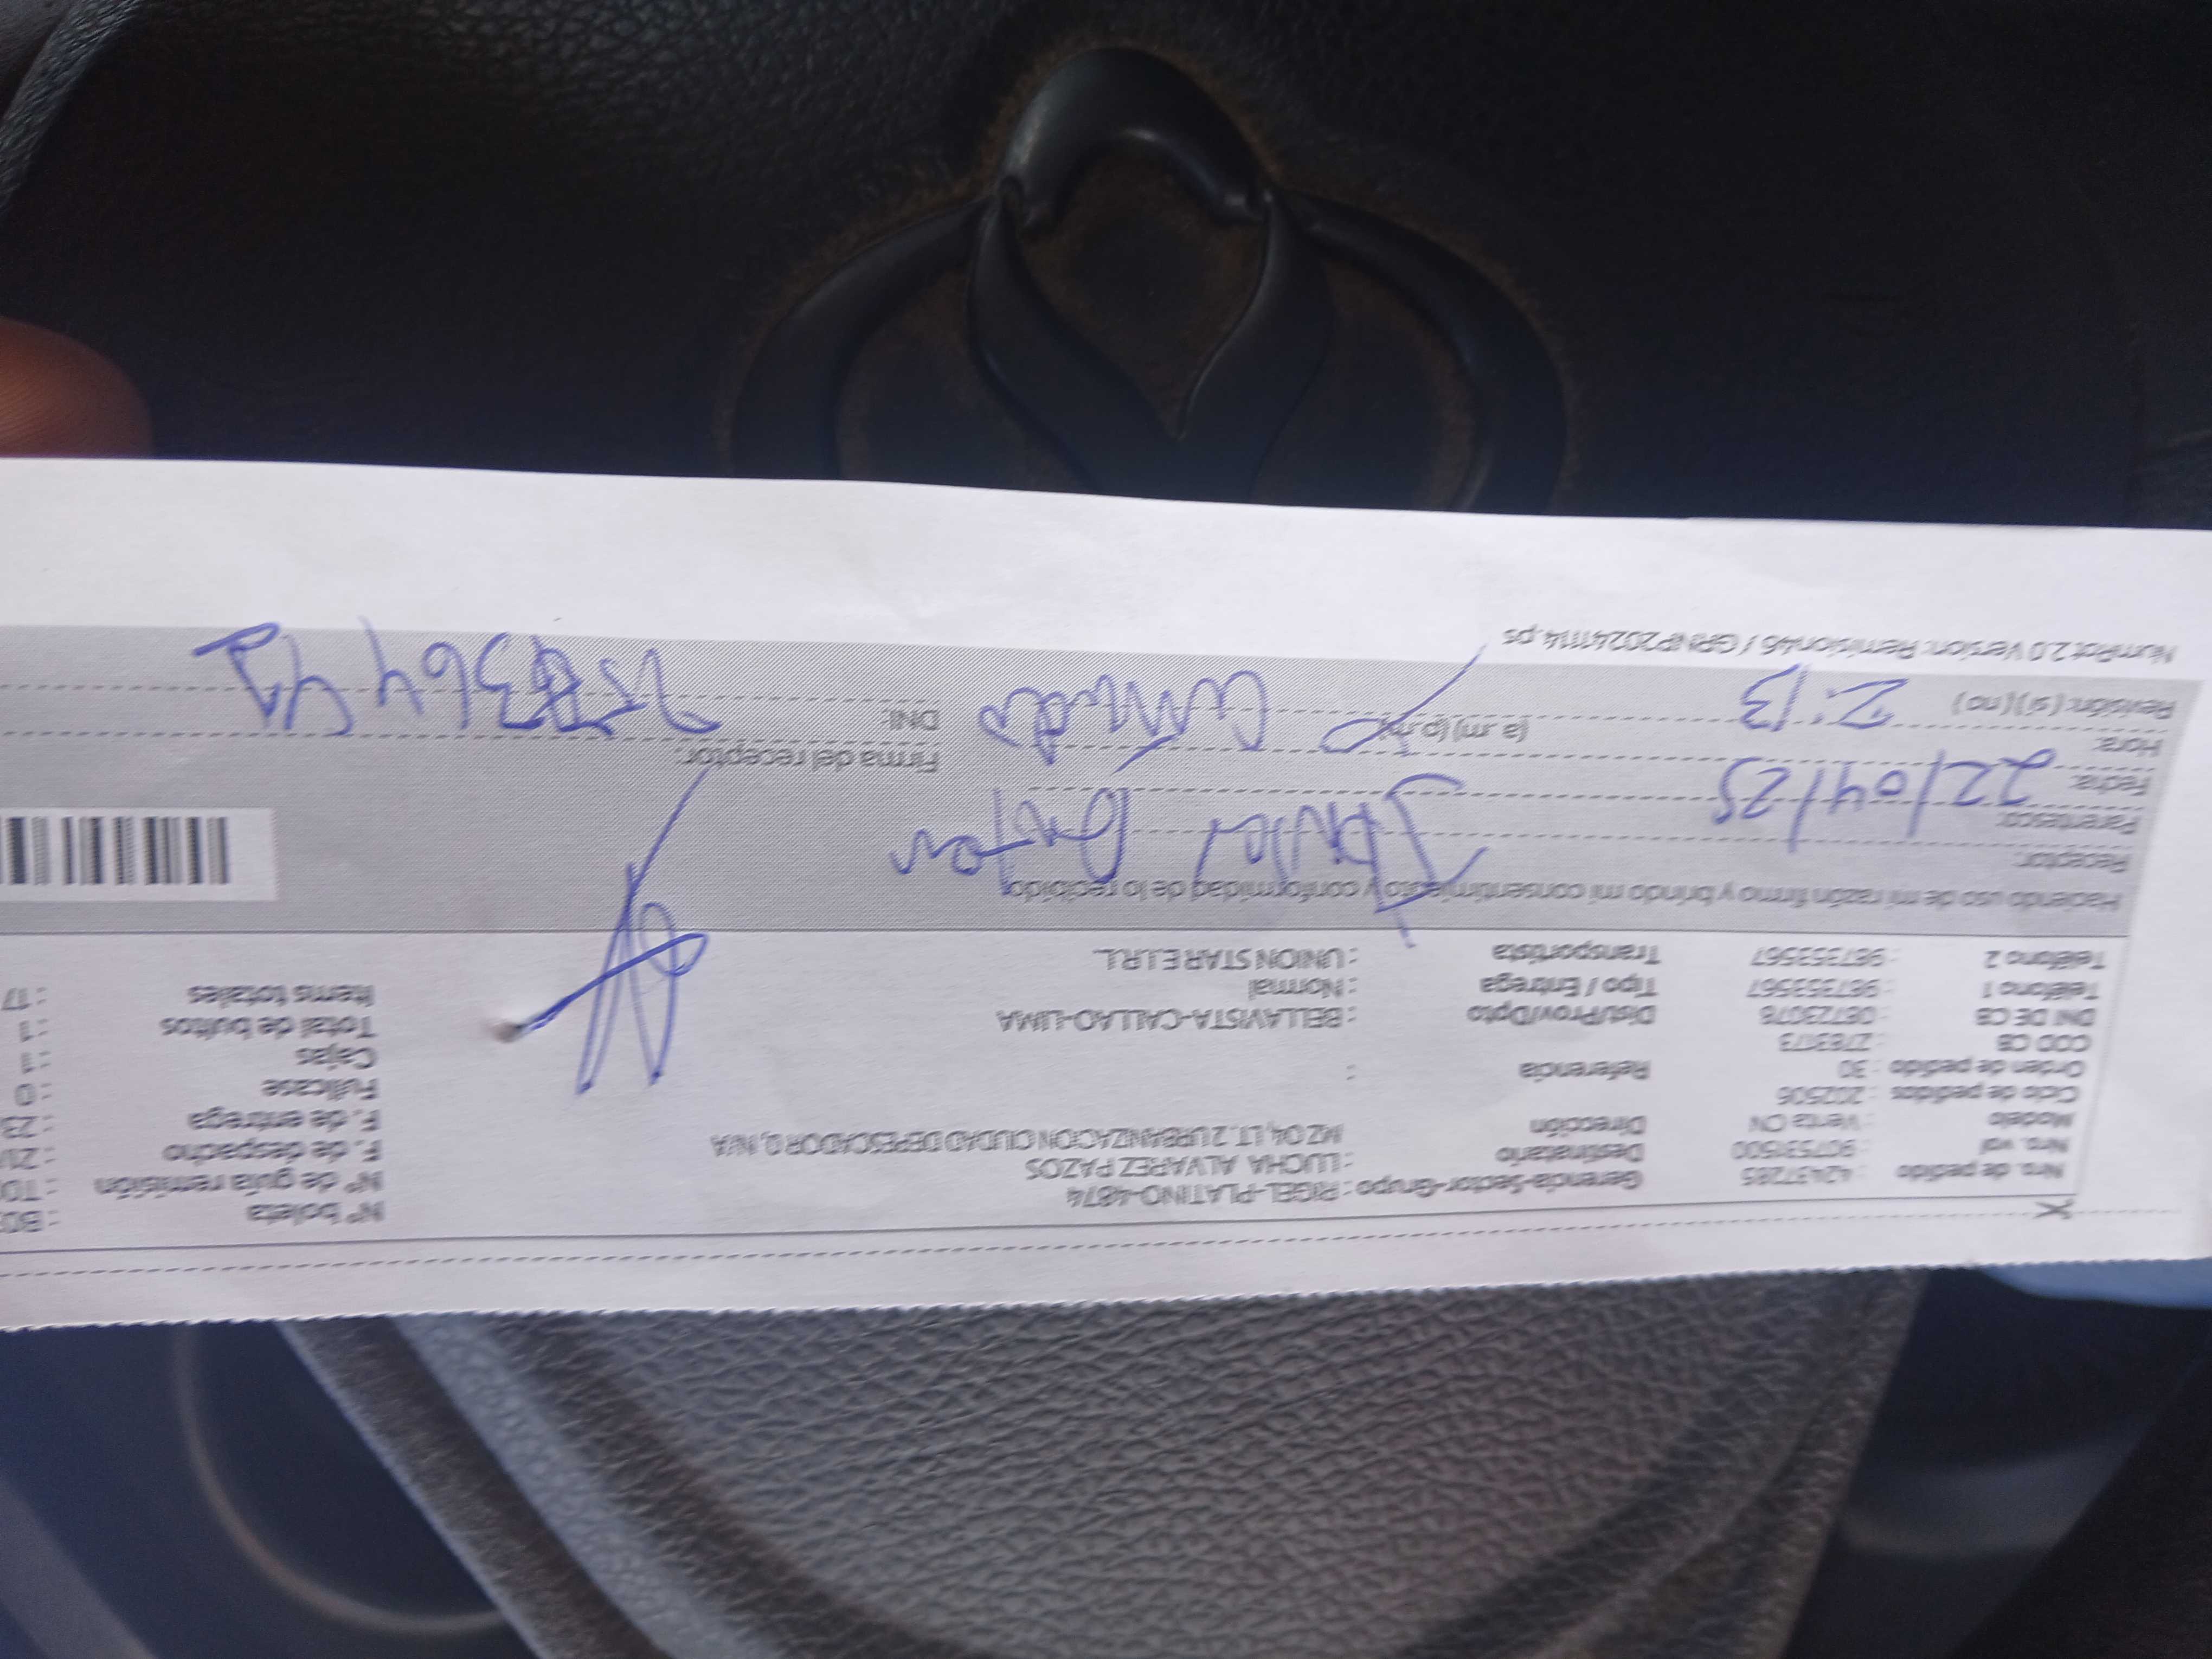 Nro. de pedido : 42437285
Nro. vol : 907531500
Modelo : Venta CN
Ciclo de pedidos : 202506
Orden de pedido : 30
COD CB : 2783173
DNI DE CB : 08723078
Teléfono 1 : 987353567
Teléfono 2 : 987353567
Gerencia-Sector-Grupo : RIGEL-PLATINO-4874
Destinatario : LUCHA ALVAREZ PAZOS
Dirección MZ O4, LT. 2 URBANIZACION CIUDAD DEPESCADOR 0, N/A
Referencia :
Dist/Prov/Dpto : BELLAVISTA-CALLAO-LIMA
Tipo / Entrega : Normal
Transportista : UNION STAR E.I.R.L.
N° boleta
N° de guía remisión
F. de despacho
F. de entrega
Fullcase : 0
Cajas : 1
Total de bultos : 1
Items totales : 17
Haciendo uso de mi razón firmo y brindo mi consentimiento y conformidad de lo recibido.
Receptor:
Parentesco:
Fecha: 22/04/25
Hora: 2:13 (a.m) (p.m)
Revisión: (si) (no)
Firma del receptor:
DNI:
NumRot 2.0 Version: Remision46 / GRNP20241114.ps